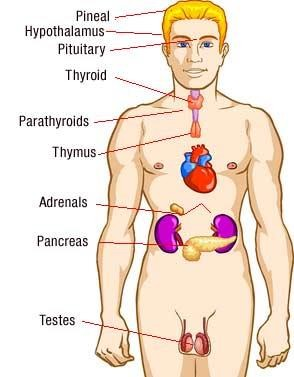 Pineal
Hypothalamus
Pituitary
Thyroid
Parathyroids
Thymus
Adrenals
Pancreas
Testes